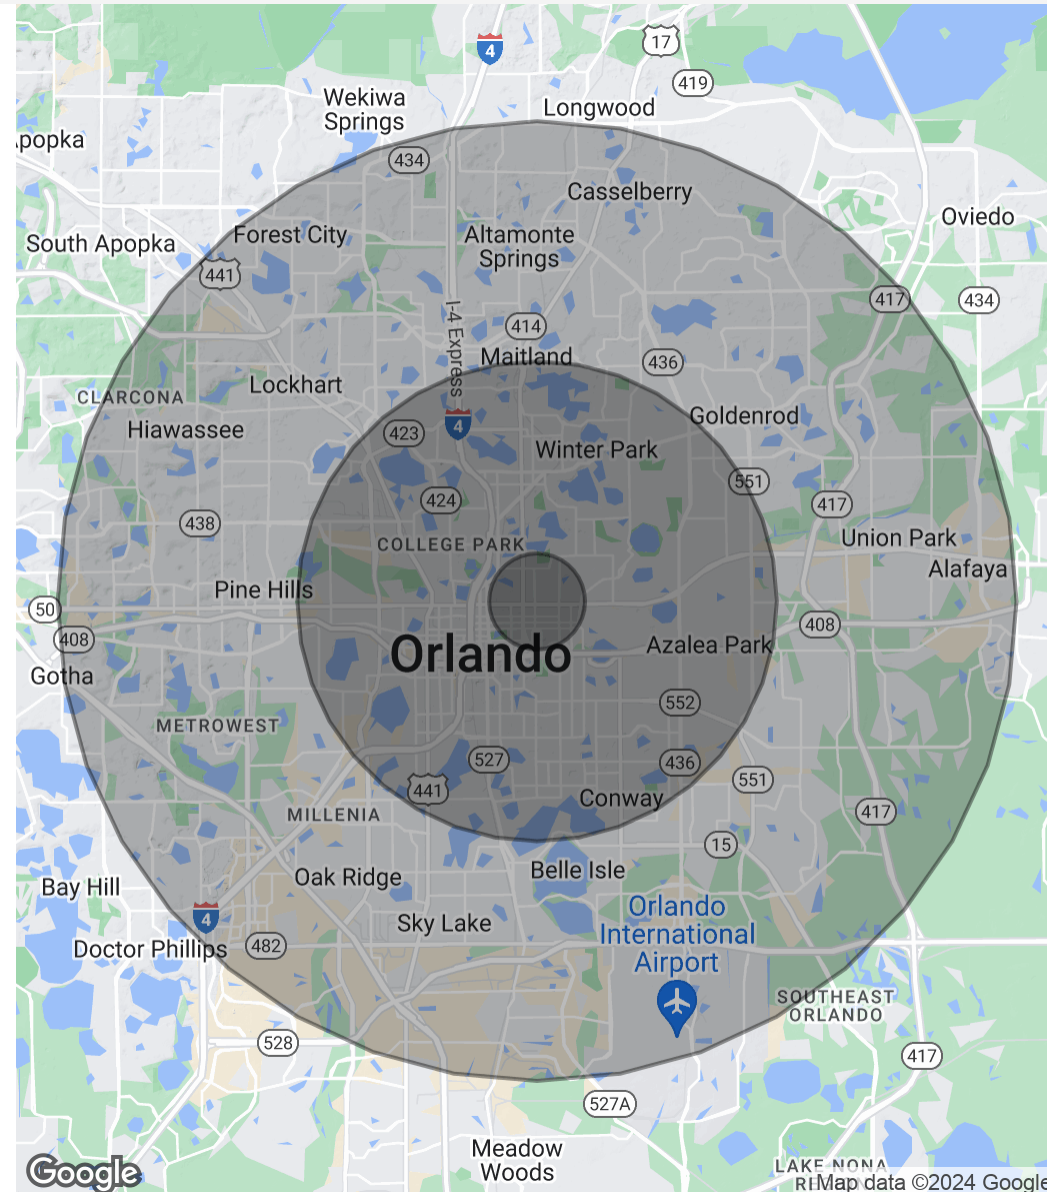 17
4
419
Wekiwa
Springs
Longwood
Apopka
434
Casselberry
Oviedo
South Apopka
Forest City
Altamonte
Springs
441
417
434
I-4 Express
414
Maitland
436
Lockhart
CLARCONA
Goldenrod
Hiawassee
423
4
Winter Park
551
424
417
438
COLLEGE PARK
Union Park
Alafaya
Pine Hills
50
408
408
Orlando
Azalea Park
Gotha
552
METROWEST
527
436
551
441
Conway
417
MILLENIA
15
Oak Ridge
Belle Isle
Bay Hill
4
Sky Lake
Orlando
International
Airport
Doctor Phillips
482
SOUTHEAST
ORLANDO
528
417
527A
Meadow
Woods
LAKE NONA
Google
Map data ©2024 Google